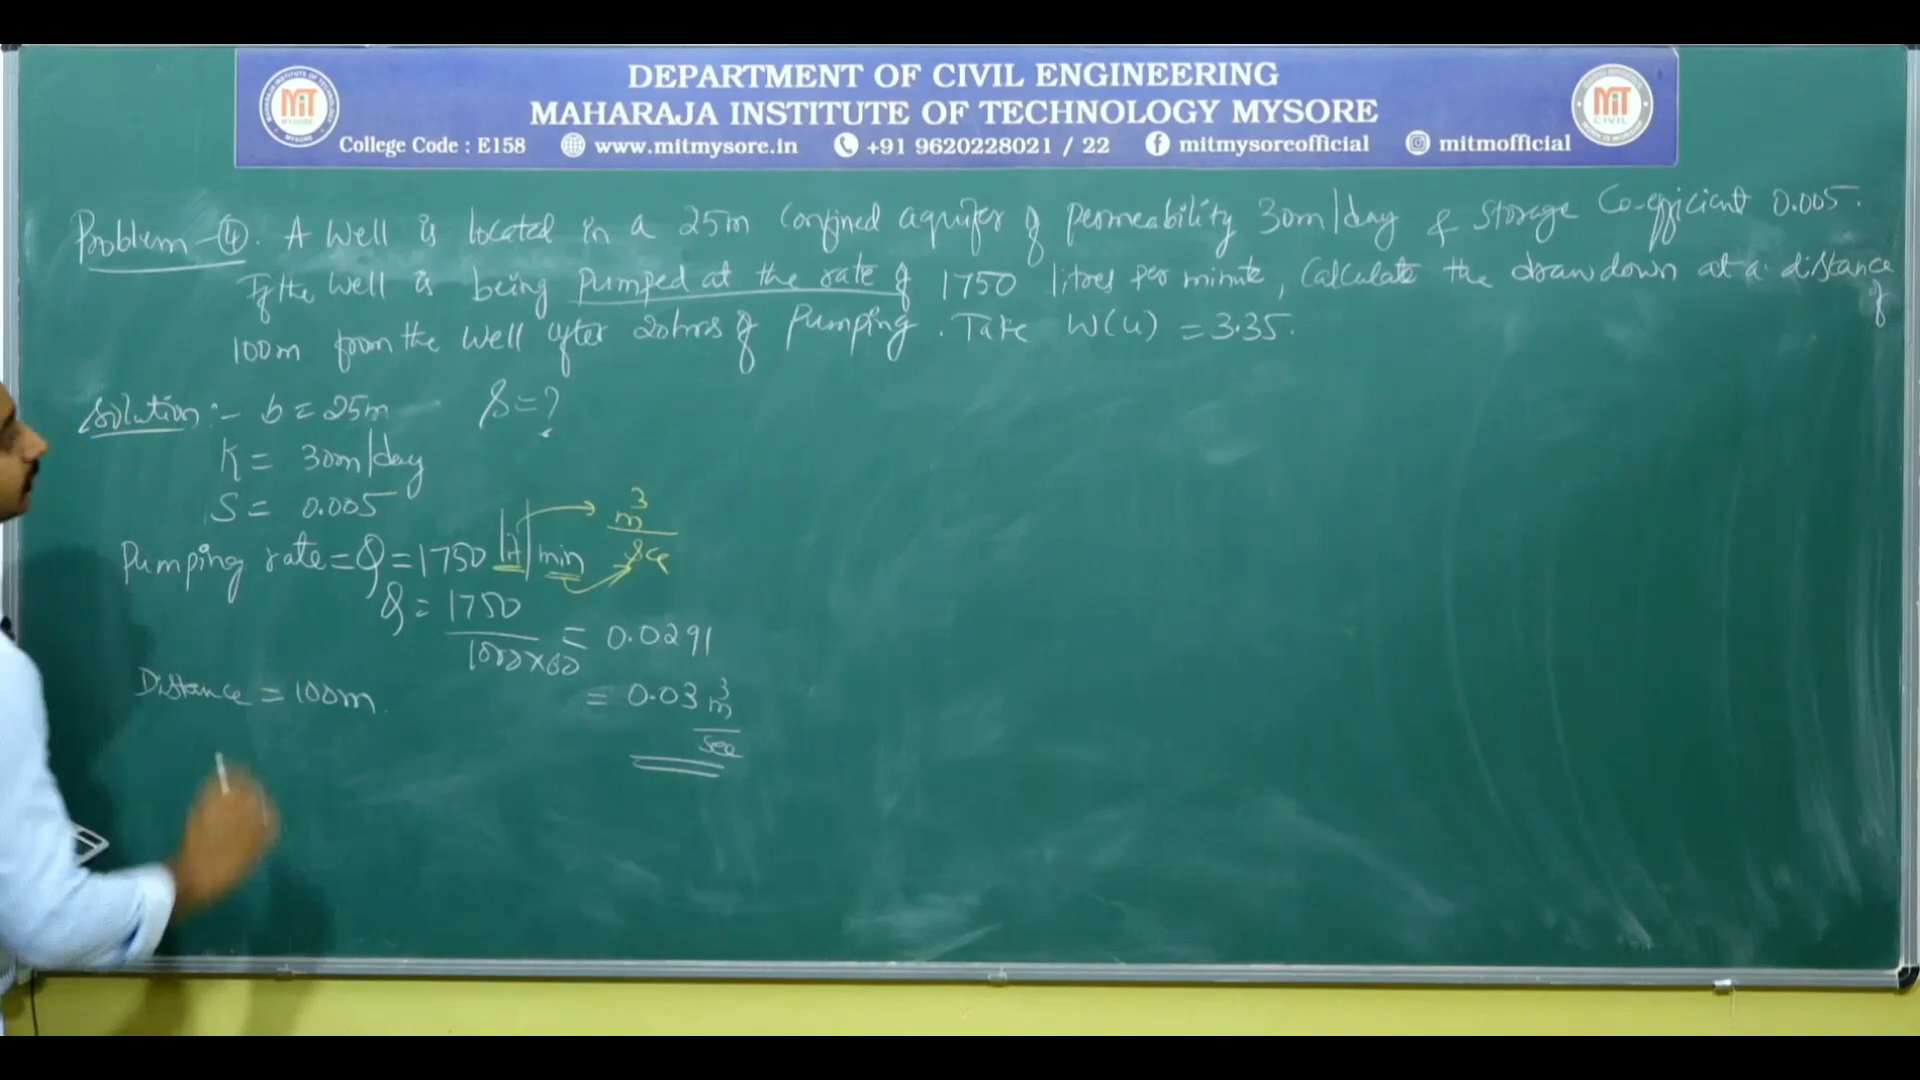 DEPARTMENT OF CIVIL ENGINEERING
MAHARAJA INSTITUTE OF TECHNOLOGY MYSORE
College Code : E158 www.mitmysore.in +91 9620228021 / 22 mitmysoreofficial mitmofficial
MiT
MYSORE
MiT
CIVIL
Problem-④. A Well is located in a 25m Confined aquifer of permeability 30m/day & Storage Co-efficient 0.005.
If the Well is being pumped at the rate of 1750 litres per minute, Calculate the drawdown at a distance of
100m from the Well after 20hrs of Pumping. Take W(u) = 3.35.
Solution:- b = 25m S = ?
K = 30m/day
S = 0.005
Pumping rate = Q = 1750 lit/min m³/sec
Q = 1750/1000×60 = 0.0291
Distance = 100m. = 0.03 m³/sec